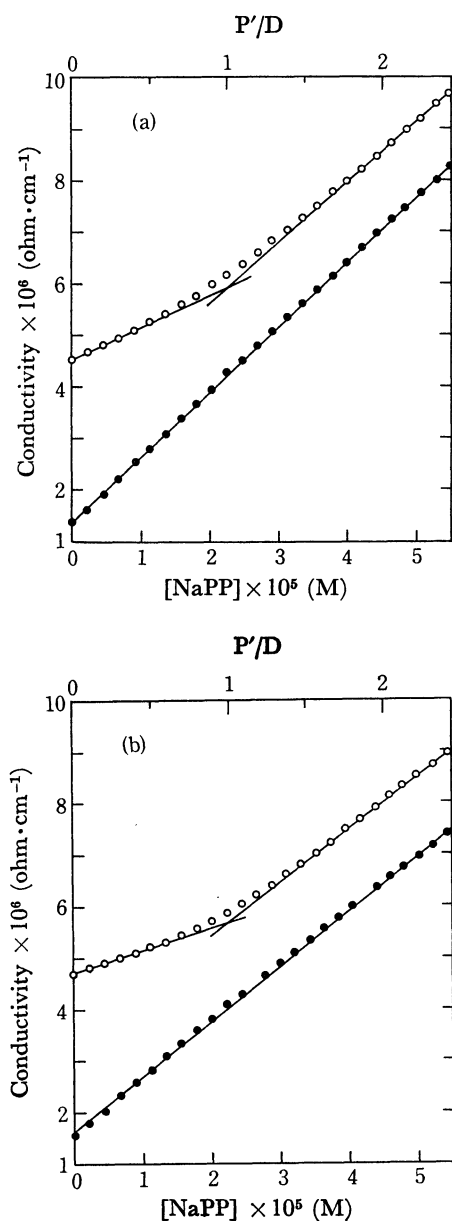 P′/D
0 1 2
(a)
10
8
6
4
2
1
Conductivity × 10⁶ (ohm·cm⁻¹)
0 1 2 3 4 5
[NaPP] × 10⁵ (M)
P′/D
0 1 2
(b)
10
8
6
4
2
1
Conductivity × 10⁶ (ohm·cm⁻¹)
0 1 2 3 4 5
[NaPP] × 10⁵ (M)